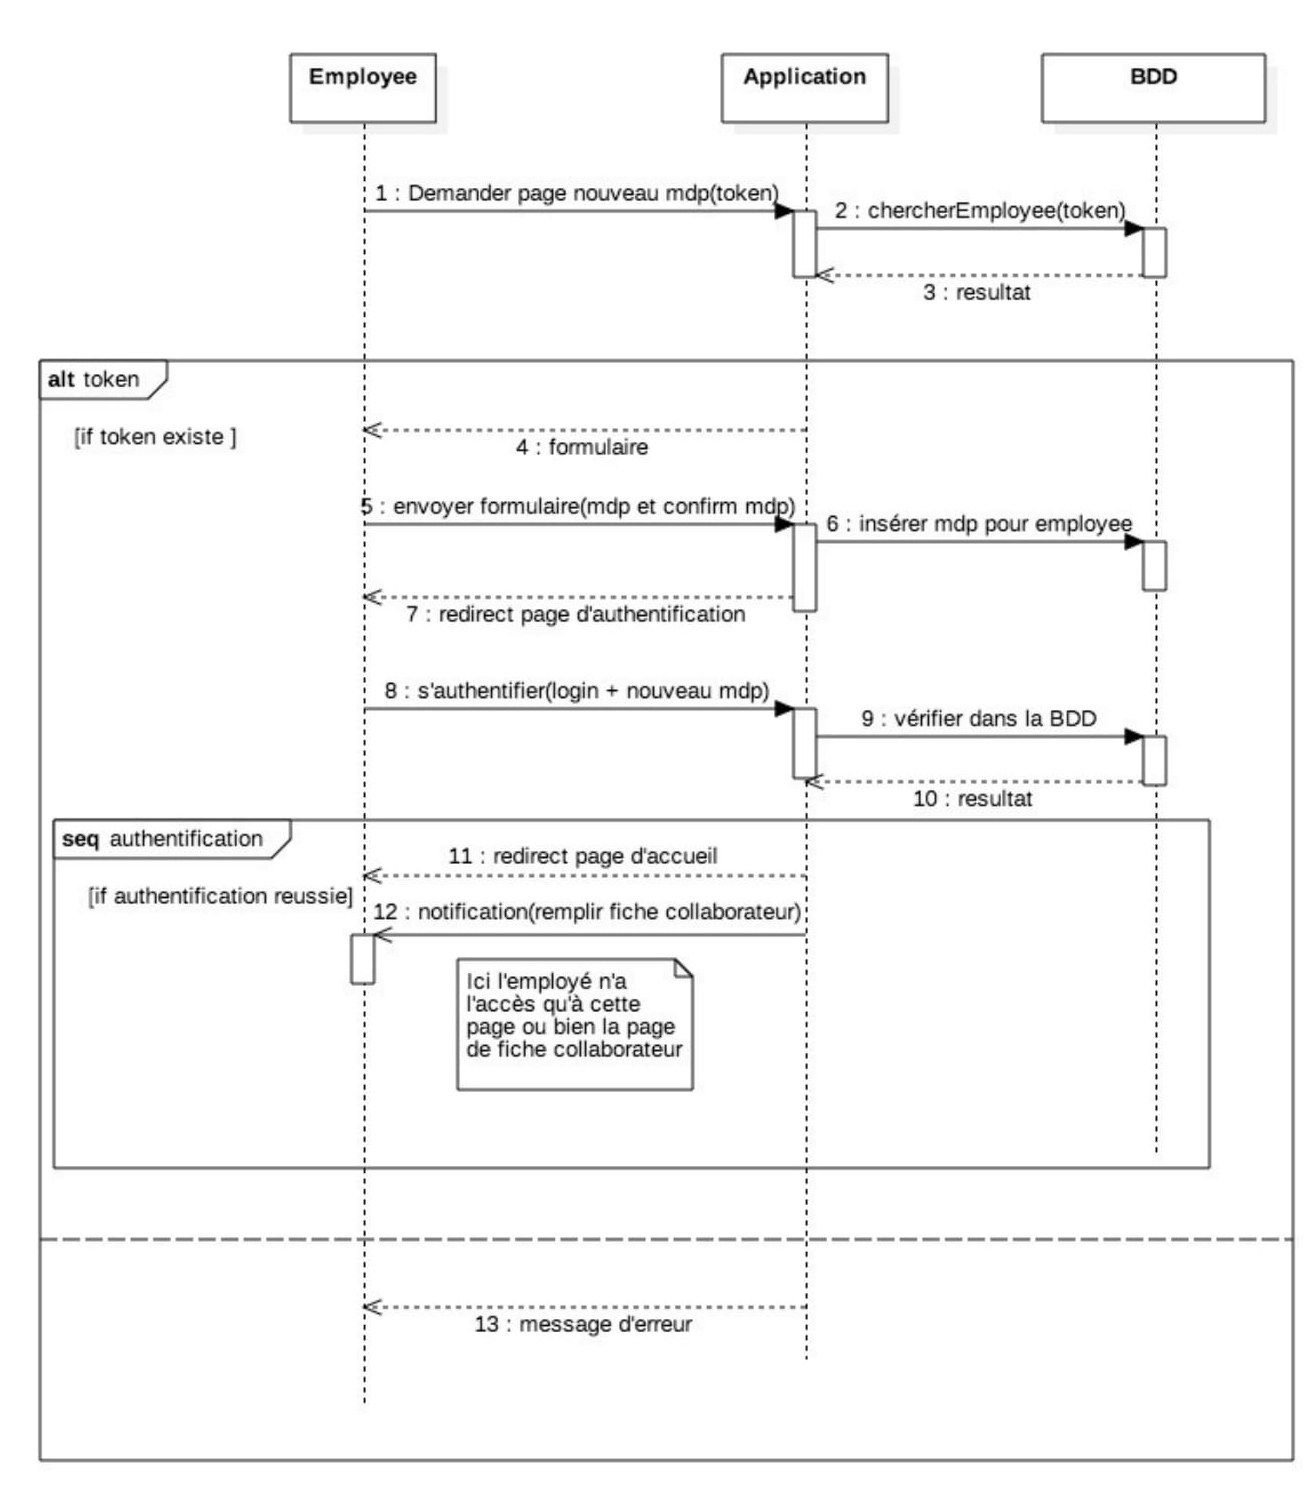 Employee
Application
BDD
1 : Demander page nouveau mdp(token)
2 : chercherEmployee(token)
3 : resultat
alt token
[if token existe ]
4 : formulaire
5 : envoyer formulaire(mdp et confirm mdp)
6 : insérer mdp pour employee
7 : redirect page d'authentification
8 : s'authentifier(login + nouveau mdp)
9 : vérifier dans la BDD
10 : resultat
seq authentification
11 : redirect page d'accueil
[if authentification reussie]
12 : notification(remplir fiche collaborateur)
Ici l'employé n'a
l'accès qu'à cette
page ou bien la page
de fiche collaborateur
13 : message d'erreur